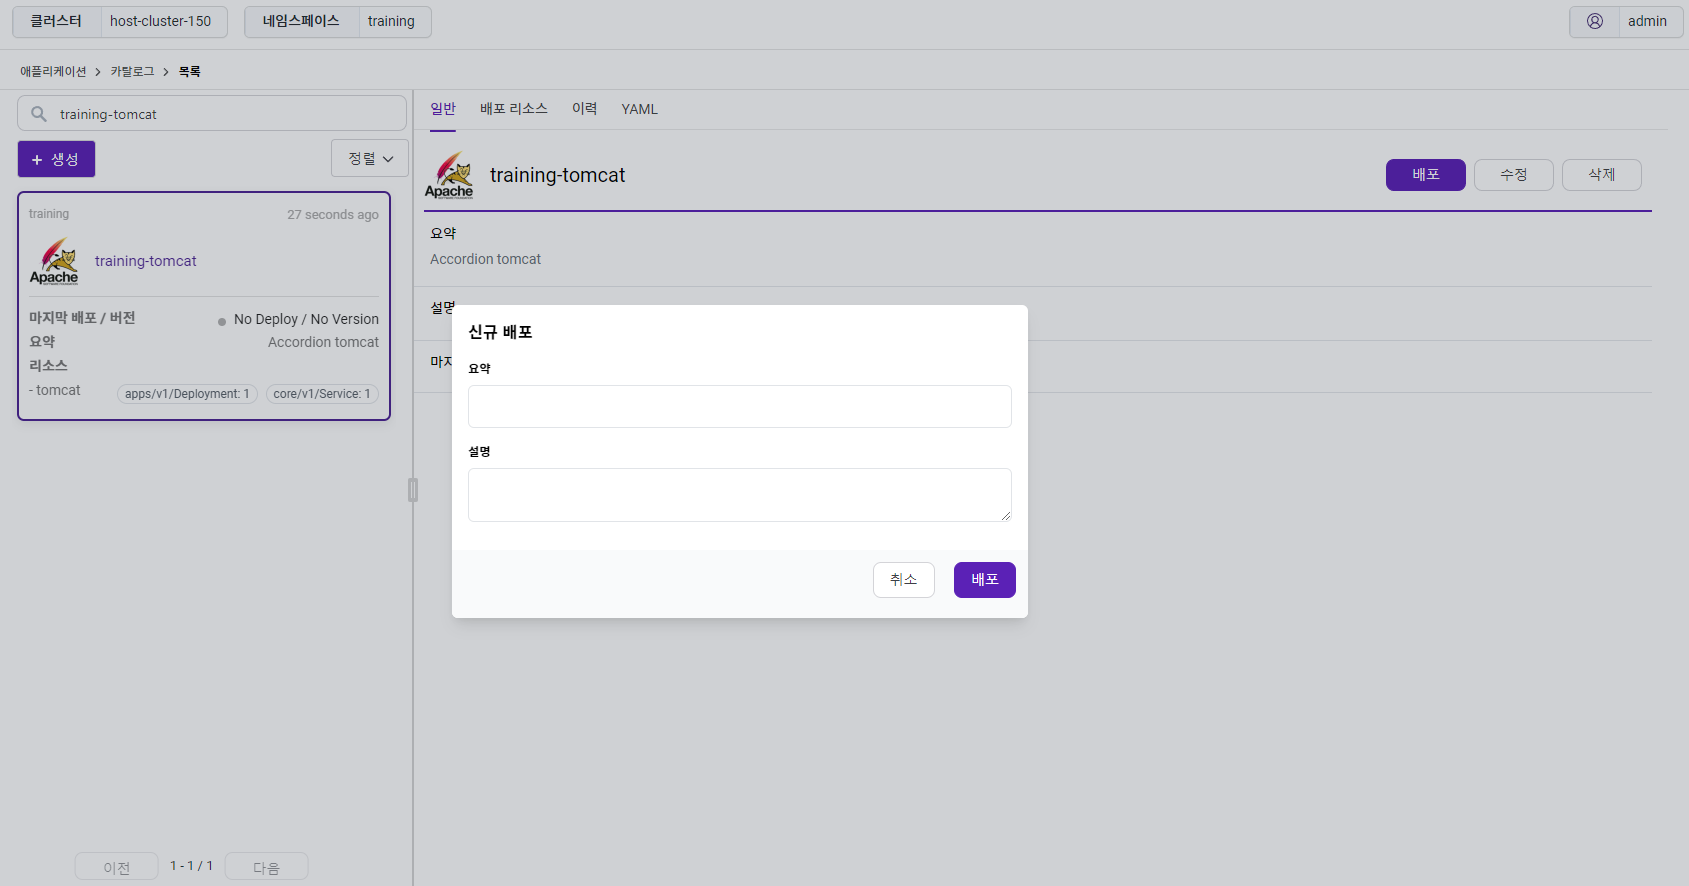 클러스터 host-cluster-150 네임스페이스 training admin
애플리케이션 > 카탈로그 > 목록
training-tomcat
+ 생성 정렬
training 27 seconds ago
Apache training-tomcat
마지막 배포 / 버전 No Deploy / No Version
요약 Accordion tomcat
리소스
- tomcat apps/v1/Deployment: 1 core/v1/Service: 1
이전 1 - 1 / 1 다음
일반 배포 리소스 이력 YAML
Apache training-tomcat 배포 수정 삭제
요약
Accordion tomcat
설명
신규 배포
요약
설명
취소 배포